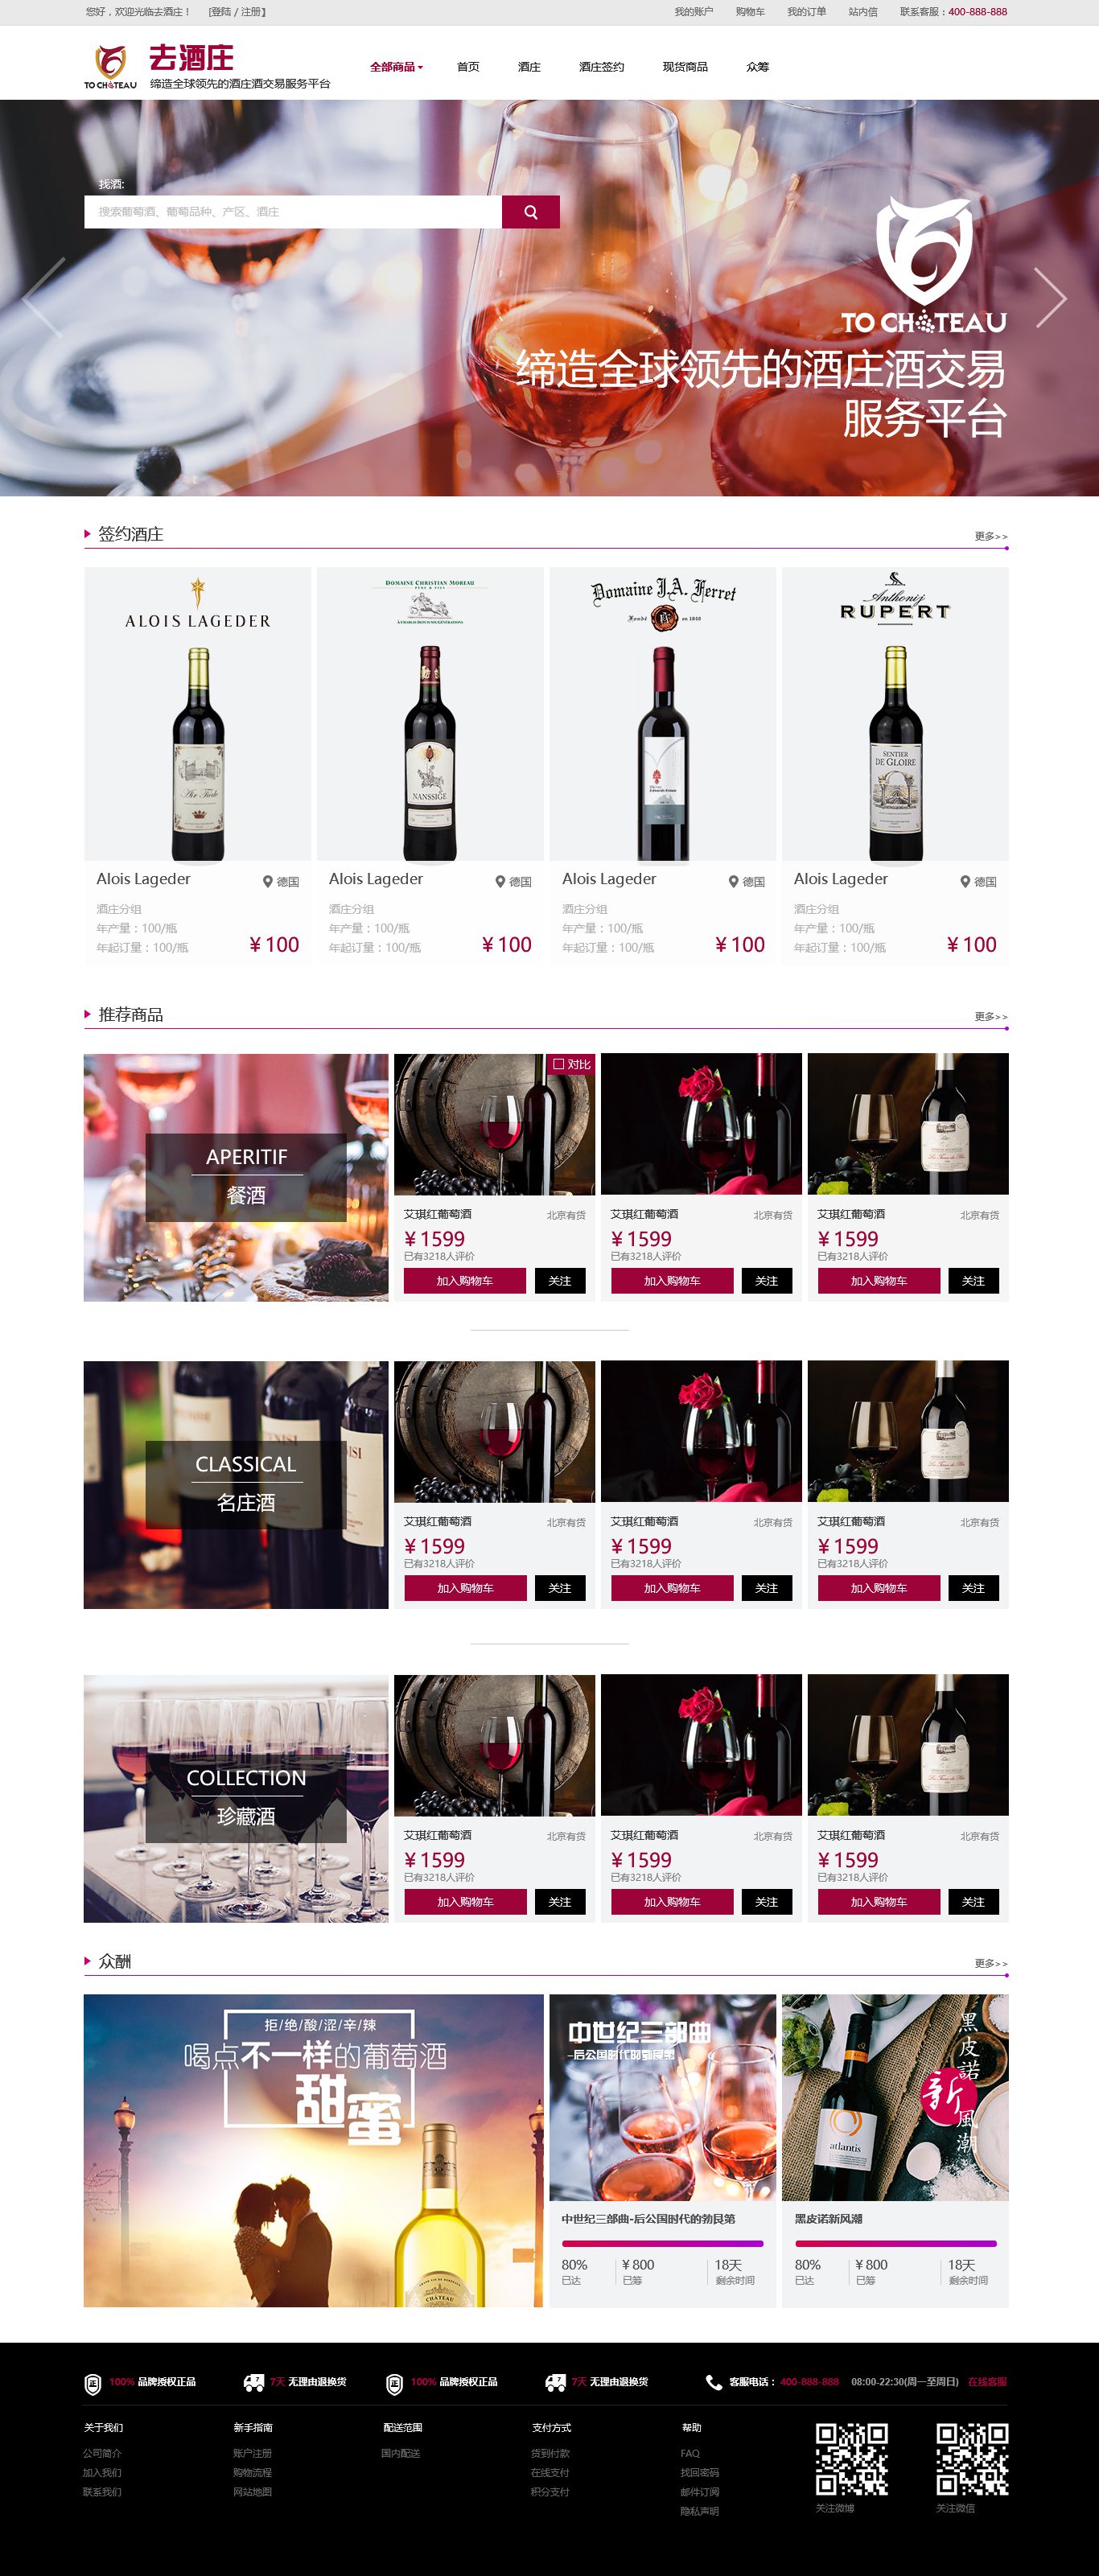 您好，欢迎光临去酒庄！ [登陆 / 注册】 我的账户 购物车 我的订单 站内信 联系客服：400-888-888
TO CHATEAU
去酒庄
缔造全球领先的酒庄酒交易服务平台
全部商品 首页 酒庄 酒庄签约 现货商品 众筹
找酒:
搜索葡萄酒、葡萄品种、产区、酒庄
TO CHATEAU
缔造全球领先的酒庄酒交易
服务平台
签约酒庄 更多>>
ALOIS LAGEDER
DOMAINE CHRISTIAN MOREAU
PÈRE & FILS
Domaine J.A. Ferret
Fondé en 1840
Anthonij
RUPERT
NANSSIGE
SENTIER
DE GLOIRE
Alois Lageder 德国 Alois Lageder 德国 Alois Lageder 德国 Alois Lageder 德国
酒庄分组 酒庄分组 酒庄分组 酒庄分组
年产量：100/瓶 年产量：100/瓶 年产量：100/瓶 年产量：100/瓶
年起订量：100/瓶 ¥ 100 年起订量：100/瓶 ¥ 100 年起订量：100/瓶 ¥ 100 年起订量：100/瓶 ¥ 100
推荐商品 更多>>
对比
APERITIF
餐酒
艾琪红葡萄酒 北京有货 艾琪红葡萄酒 北京有货 艾琪红葡萄酒 北京有货
¥ 1599 ¥ 1599 ¥ 1599
已有3218人评价 已有3218人评价 已有3218人评价
加入购物车 关注 加入购物车 关注 加入购物车 关注
CLASSICAL
名庄酒
艾琪红葡萄酒 北京有货 艾琪红葡萄酒 北京有货 艾琪红葡萄酒 北京有货
¥ 1599 ¥ 1599 ¥ 1599
已有3218人评价 已有3218人评价 已有3218人评价
加入购物车 关注 加入购物车 关注 加入购物车 关注
COLLECTION
珍藏酒
艾琪红葡萄酒 北京有货 艾琪红葡萄酒 北京有货 艾琪红葡萄酒 北京有货
¥ 1599 ¥ 1599 ¥ 1599
已有3218人评价 已有3218人评价 已有3218人评价
加入购物车 关注 加入购物车 关注 加入购物车 关注
众酬 更多>>
拒/绝/酸/涩/辛/辣
喝点不一样的葡萄酒
甜蜜
CHATEAU
中世纪三部曲
-后公国时代的勃艮第
黑皮諾
新風潮
atlantis
中世纪三部曲-后公国时代的勃艮第 黑皮诺新风潮
80% ¥ 800 18天 80% ¥ 800 18天
已达 已筹 剩余时间 已达 已筹 剩余时间
正 100% 品牌授权正品 7 7天 无理由退换货 正 100% 品牌授权正品 7 7天 无理由退换货 客服电话： 400-888-888 08:00-22:30(周一至周日) 在线客服
关于我们 新手指南 配送范围 支付方式 帮助
公司简介 账户注册 国内配送 货到付款 FAQ
加入我们 购物流程 在线支付 找回密码
联系我们 网站地图 积分支付 邮件订阅
隐私声明
关注微博 关注微信